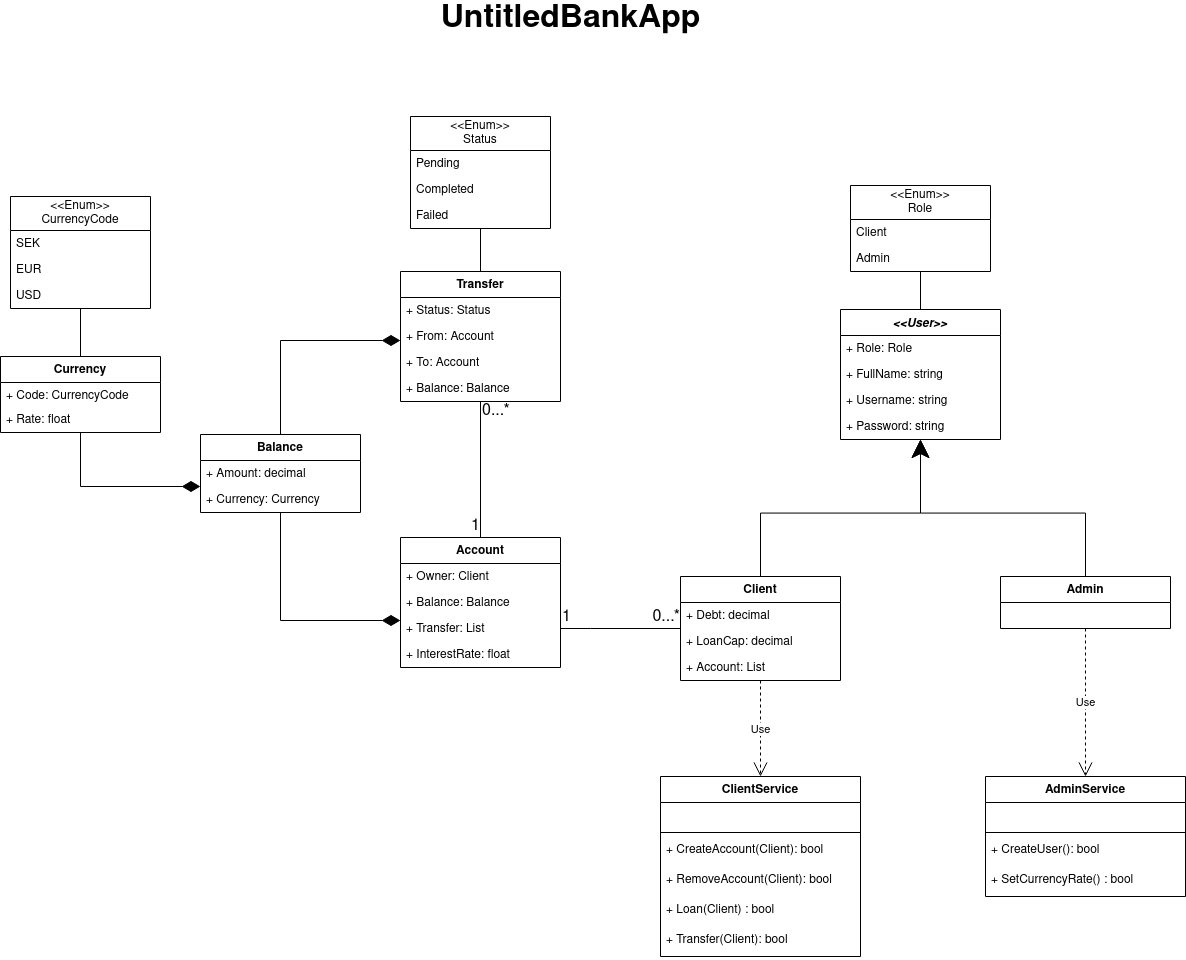 UntitledBankApp
<<Enum>>
Status
Pending
Completed
Failed
<<Enum>>
CurrencyCode
SEK
EUR
USD
<<Enum>>
Role
Client
Admin
Transfer
+ Status: Status
+ From: Account
+ To: Account
+ Balance: Balance
0...*
1
<<User>>
+ Role: Role
+ FullName: string
+ Username: string
+ Password: string
Currency
+ Code: CurrencyCode
+ Rate: float
Balance
+ Amount: decimal
+ Currency: Currency
Account
+ Owner: Client
+ Balance: Balance
+ Transfer: List
+ InterestRate: float
1
0...*
Client
+ Debt: decimal
+ LoanCap: decimal
+ Account: List
Admin
Use
Use
ClientService
+ CreateAccount(Client): bool
+ RemoveAccount(Client): bool
+ Loan(Client) : bool
+ Transfer(Client): bool
AdminService
+ CreateUser(): bool
+ SetCurrencyRate() : bool